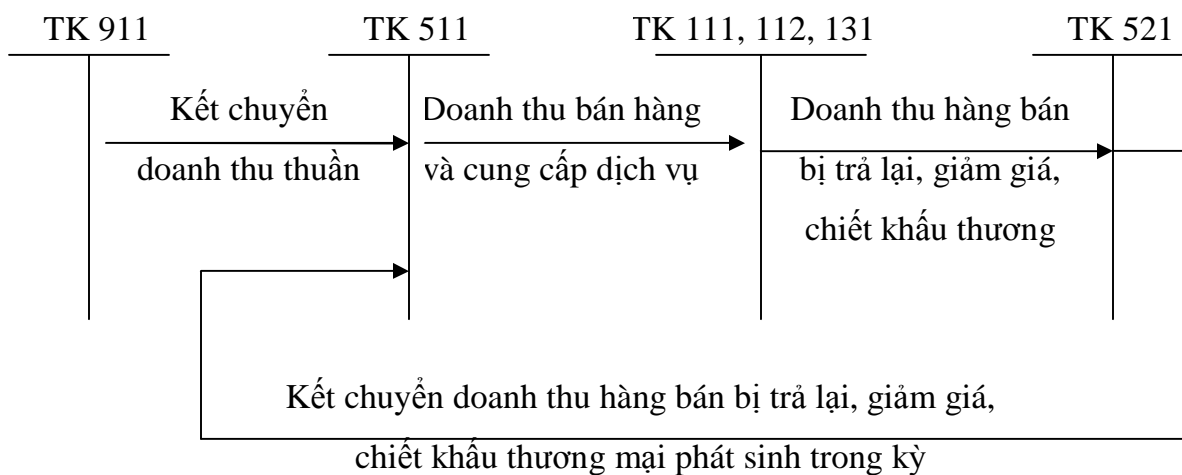 TK 911 TK 511 TK 111, 112, 131 TK 521
Kết chuyển Doanh thu bán hàng Doanh thu hàng bán
doanh thu thuần và cung cấp dịch vụ bị trả lại, giảm giá,
chiết khấu thương
Kết chuyển doanh thu hàng bán bị trả lại, giảm giá,
chiết khấu thương mại phát sinh trong kỳ